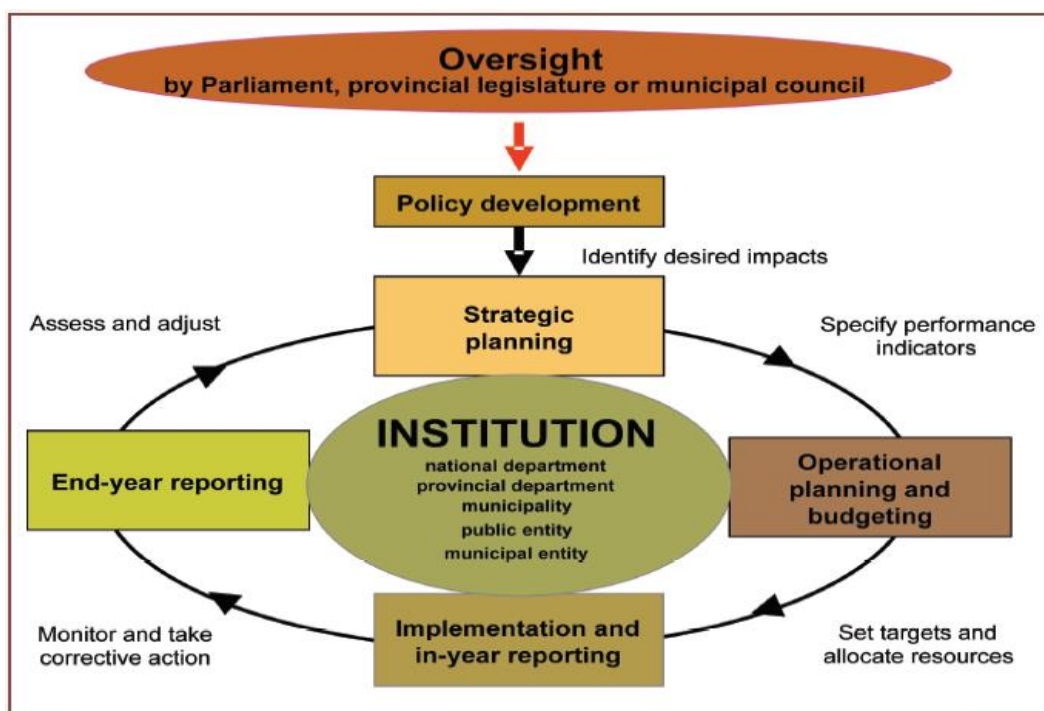 Oversight
by Parliament, provincial legislature or municipal council
Policy development
Identify desired impacts
Strategic
planning
Assess and adjust
Specify performance
indicators
INSTITUTION
national department
provincial department
municipality
public entity
municipal entity
End-year reporting
Operational
planning and
budgeting
Implementation and
in-year reporting
Monitor and take
corrective action
Set targets and
allocate resources